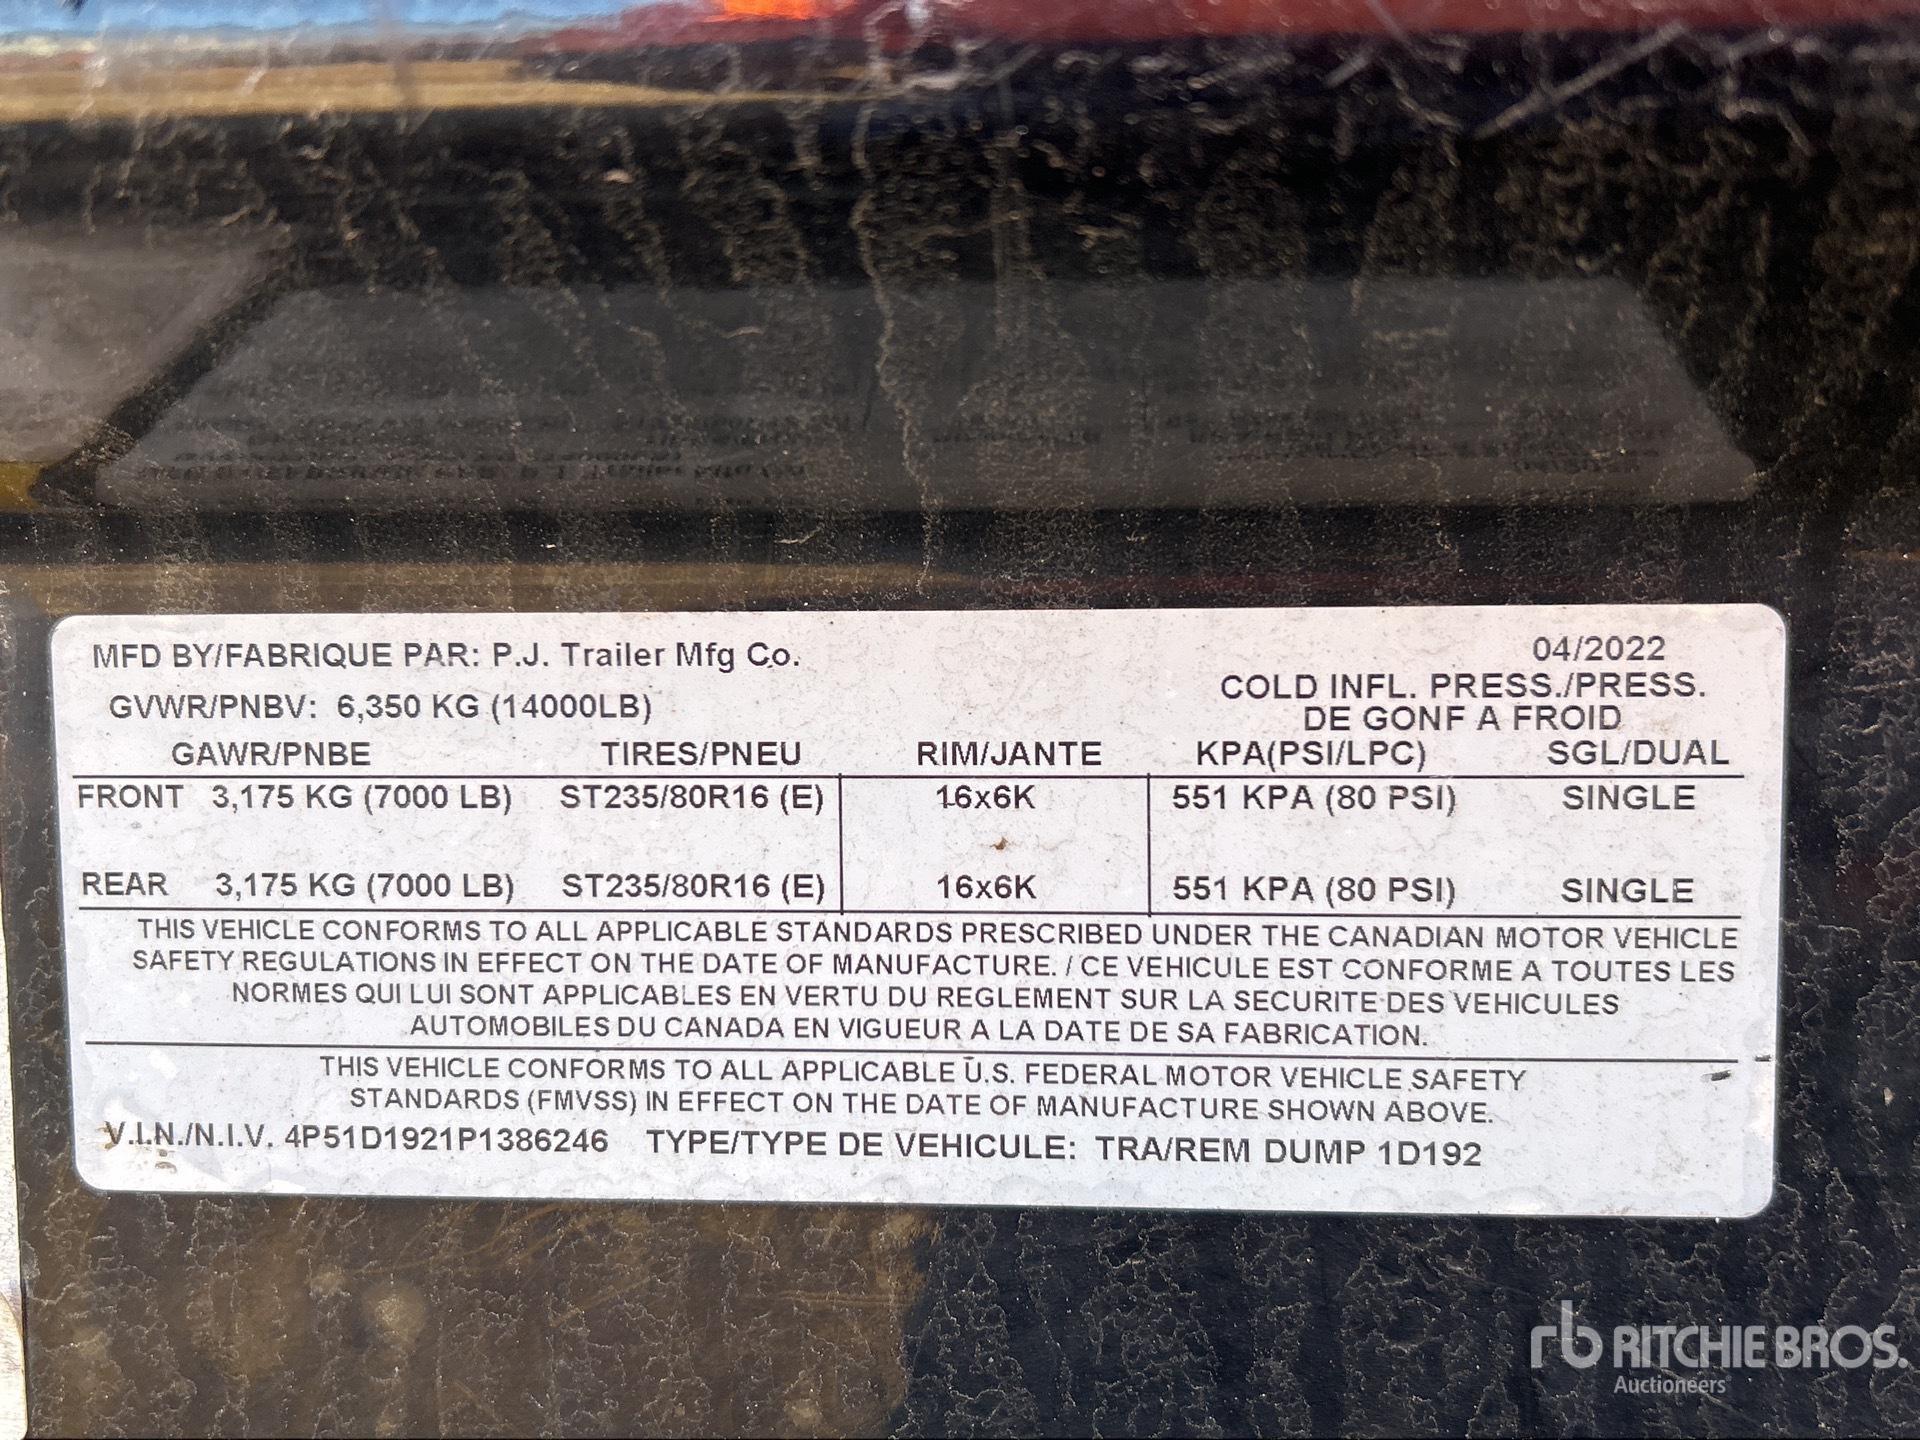 MFD BY/FABRIQUE PAR: P.J. Trailer Mfg Co. 04/2022
GVWR/PNBV: 6,350 KG (14000LB) COLD INFL. PRESS./PRESS.
DE GONF A FROID
GAWR/PNBE TIRES/PNEU RIM/JANTE KPA(PSI/LPC) SGL/DUAL
FRONT 3,175 KG (7000 LB) ST235/80R16 (E) 16x6K 551 KPA (80 PSI) SINGLE
REAR 3,175 KG (7000 LB) ST235/80R16 (E) 16x6K 551 KPA (80 PSI) SINGLE
THIS VEHICLE CONFORMS TO ALL APPLICABLE STANDARDS PRESCRIBED UNDER THE CANADIAN MOTOR VEHICLE
SAFETY REGULATIONS IN EFFECT ON THE DATE OF MANUFACTURE. / CE VEHICULE EST CONFORME A TOUTES LES
NORMES QUI LUI SONT APPLICABLES EN VERTU DU REGLEMENT SUR LA SECURITE DES VEHICULES
AUTOMOBILES DU CANADA EN VIGUEUR A LA DATE DE SA FABRICATION.
THIS VEHICLE CONFORMS TO ALL APPLICABLE U.S. FEDERAL MOTOR VEHICLE SAFETY
STANDARDS (FMVSS) IN EFFECT ON THE DATE OF MANUFACTURE SHOWN ABOVE.
V.I.N./N.I.V. 4P51D1921P1386246 TYPE/TYPE DE VEHICULE: TRA/REM DUMP 1D192
rb RITCHIE BROS.
Auctioneers